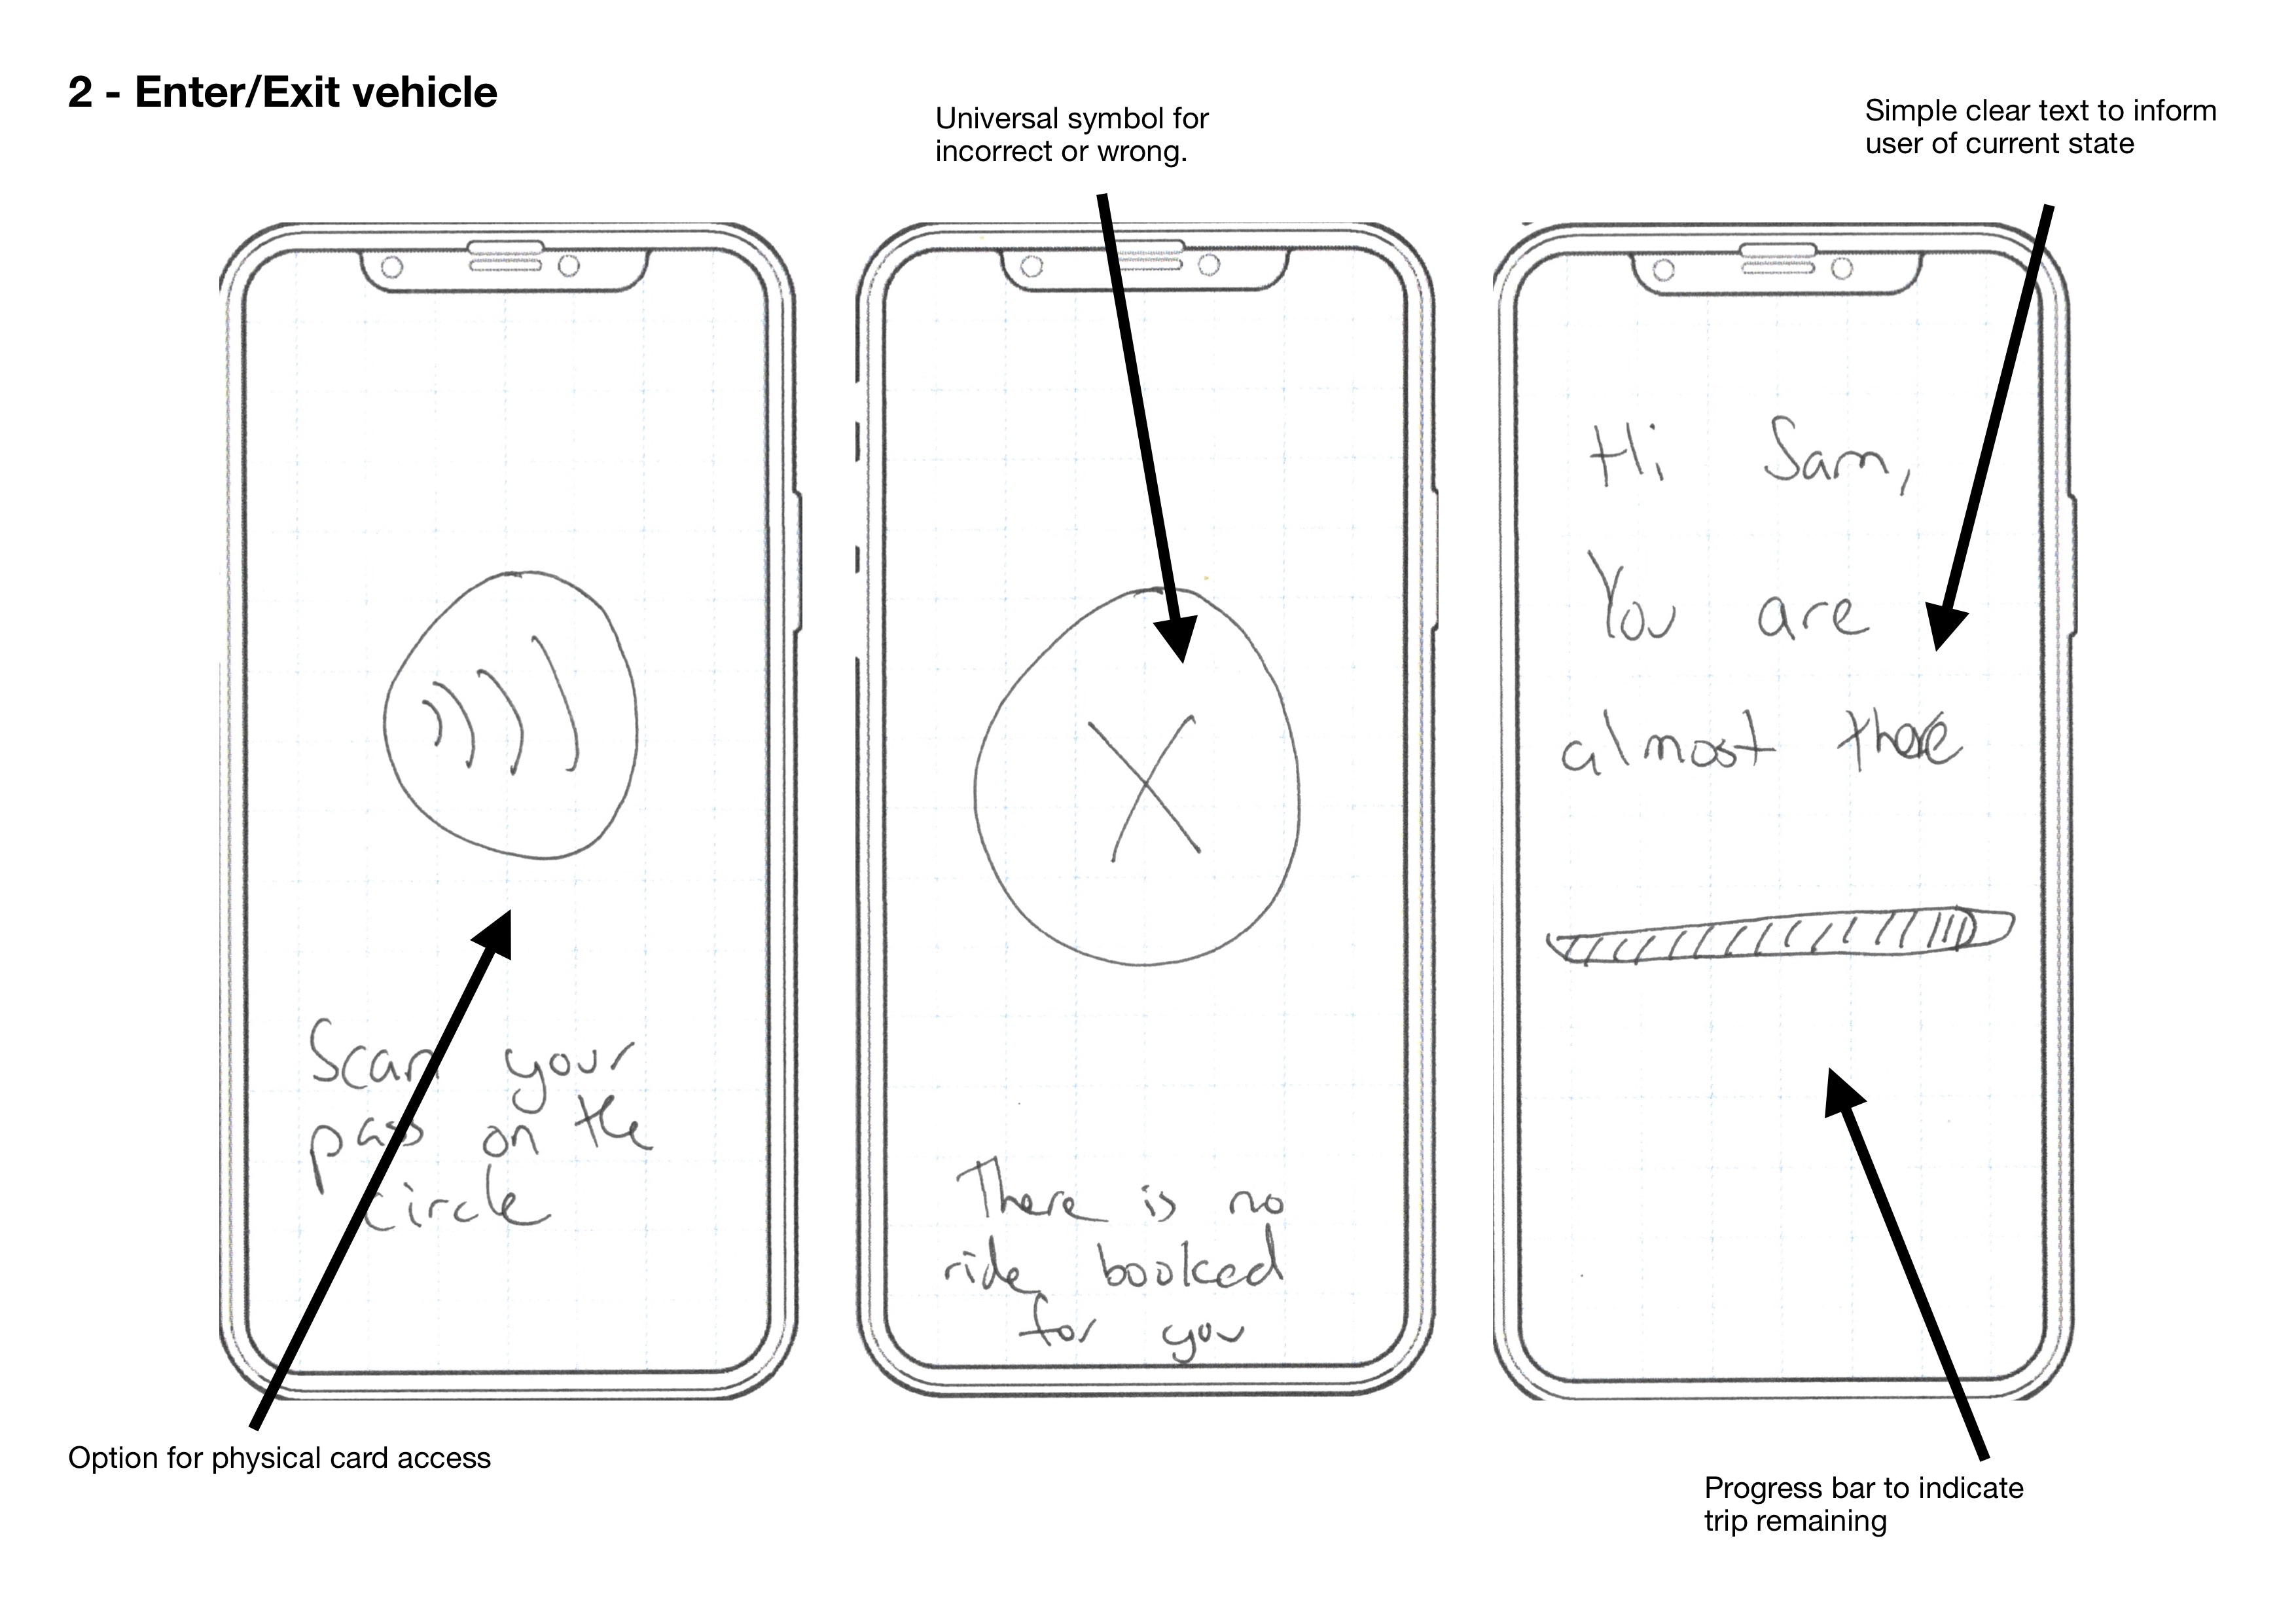 2 - Enter/Exit vehicle
Universal symbol for
incorrect or wrong.
Simple clear text to inform
user of current state
Scan your
pass on the
circle
There is no
ride booked
for you
Hi Sam,
You are
almost there
Option for physical card access
Progress bar to indicate
trip remaining